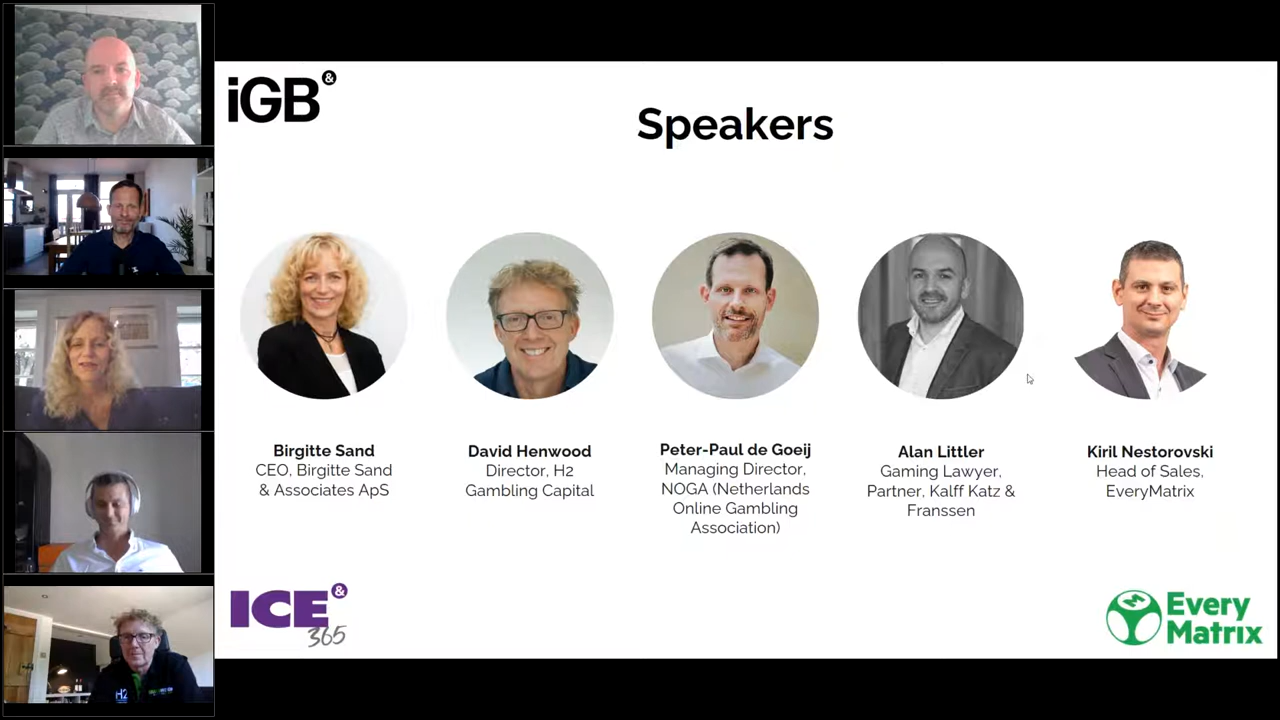 iGB &
Speakers
Birgitte Sand
CEO, Birgitte Sand
& Associates ApS
David Henwood
Director, H2
Gambling Capital
Peter-Paul de Goeij
Managing Director,
NOGA (Netherlands
Online Gambling
Association)
Alan Littler
Gaming Lawyer,
Partner, Kalff Katz &
Franssen
Kiril Nestorovski
Head of Sales,
EveryMatrix
ICE &
365
Every
Matrix
H2